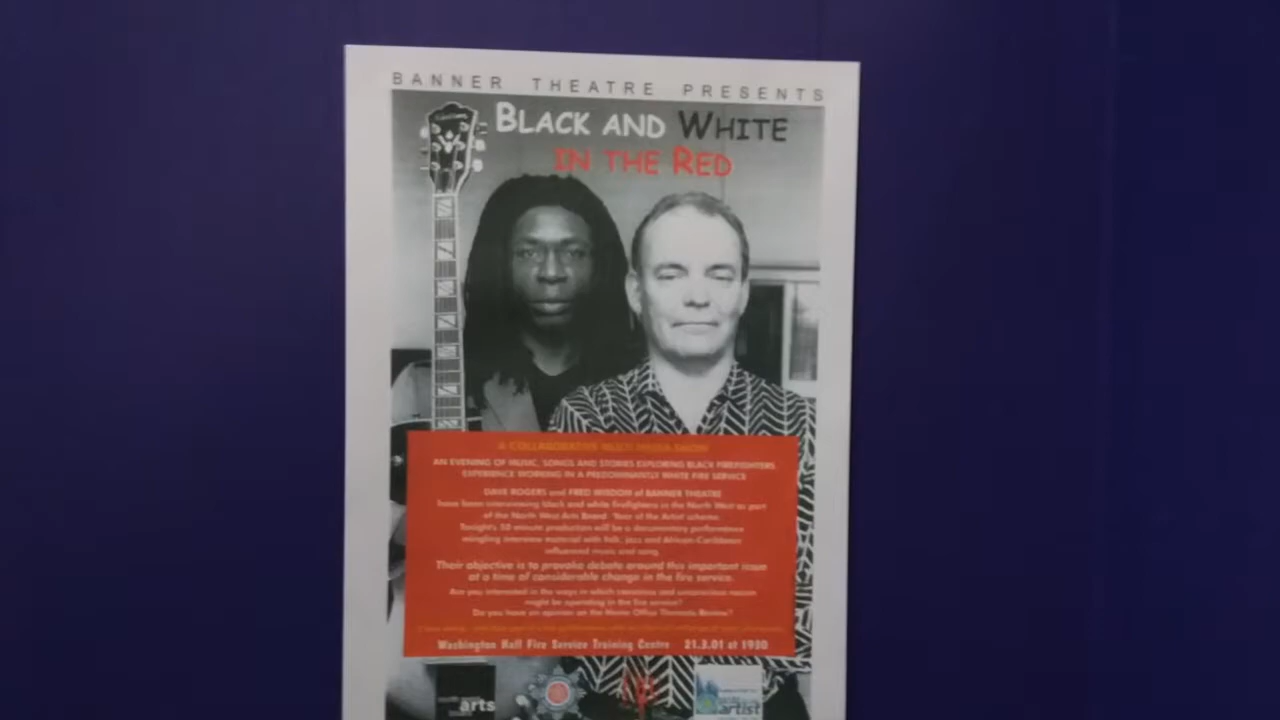 BANNER THEATRE PRESENTS
BLACK AND WHITE
IN THE RED
A COLLABORATIVE MULTI MEDIA SHOW
AN EVENING OF MUSIC, SONGS AND STORIES EXPLORING BLACK FIREFIGHTERS
EXPERIENCE WORKING IN A PREDOMINANTLY WHITE FIRE SERVICE
DAVE ROGERS and FRED WISDOM of BANNER THEATRE
have been interviewing black and white firefighters in the North West as part
of the North West Arts Board 'Year of the Artist' scheme.
Tonight's 50 minute production will be a documentary performance
mingling interview material with folk, jazz and African-Caribbean
influenced music and song.
Their objective is to provoke debate around this important issue
at a time of considerable change in the fire service.
Are you interested in the ways in which conscious and unconscious racism
might be operating in the fire service?
Do you have an opinion on the Home Office Thematic Review?
Washington Hall Fire Service Training Centre 21.3.01 at 1930
arts
artist